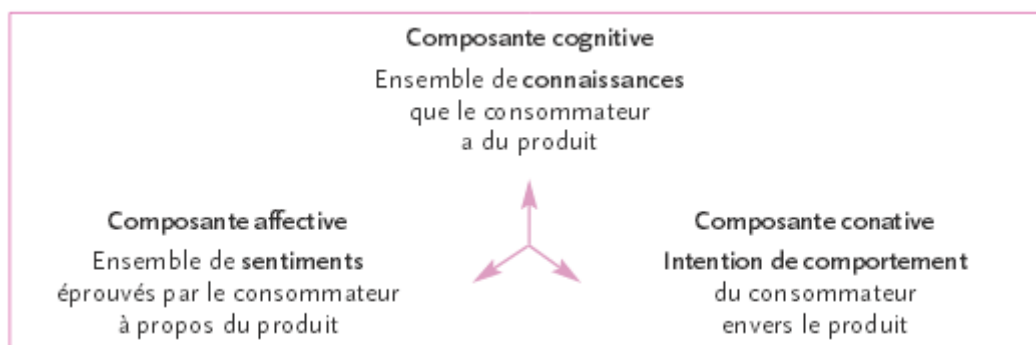 Composante cognitive
Ensemble de connaissances
que le consommateur
a du produit
Composante affective
Ensemble de sentiments
éprouvés par le consommateur
à propos du produit
Composante conative
Intention de comportement
du consommateur
envers le produit